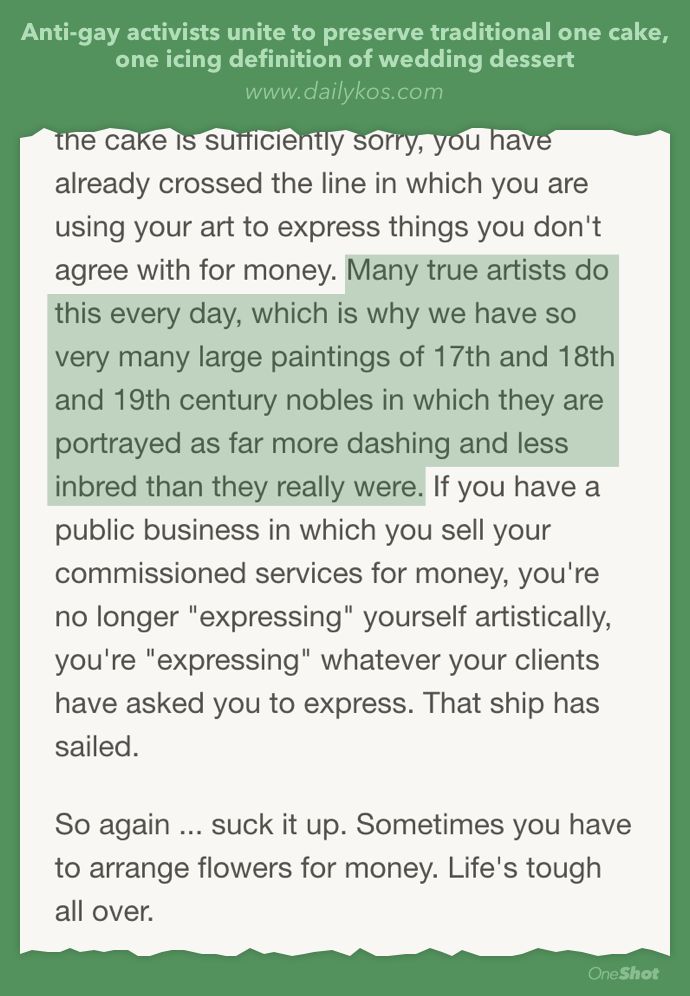 Anti-gay activists unite to preserve traditional one cake,
one icing definition of wedding dessert
www.dailykos.com
the cake is sufficiently sorry, you have
already crossed the line in which you are
using your art to express things you don't
agree with for money. Many true artists do
this every day, which is why we have so
very many large paintings of 17th and 18th
and 19th century nobles in which they are
portrayed as far more dashing and less
inbred than they really were. If you have a
public business in which you sell your
commissioned services for money, you're
no longer "expressing" yourself artistically,
you're "expressing" whatever your clients
have asked you to express. That ship has
sailed.
So again ... suck it up. Sometimes you have
to arrange flowers for money. Life's tough
all over.
OneShot